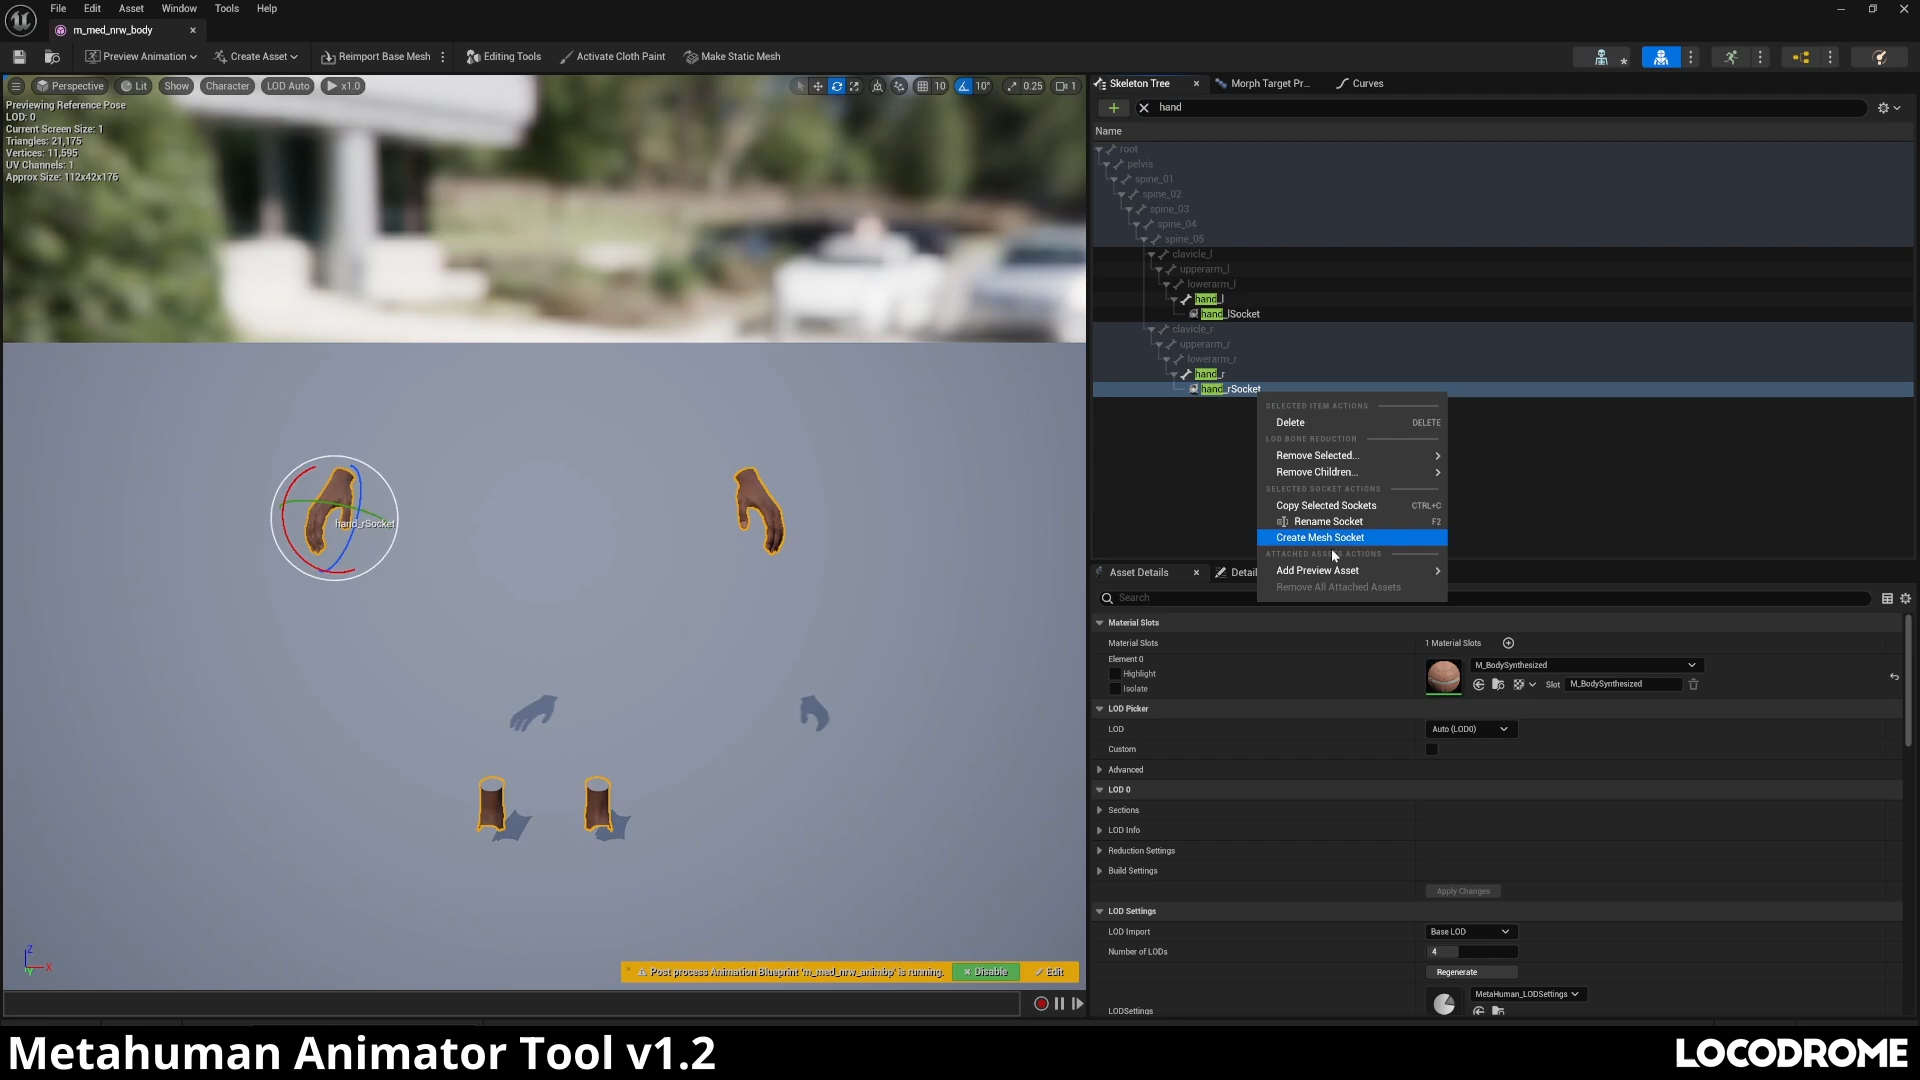 File Edit Asset Window Tools Help
m_med_nrw_body
Preview Animation Create Asset Reimport Base Mesh Editing Tools Activate Cloth Paint Make Static Mesh
Perspective Lit Show Character LOD Auto x1.0 10 10° 0.25 1
Previewing Reference Pose
LOD: 0
Current Screen Size: 1
Triangles: 21,175
Vertices: 11,595
UV Channels: 1
Approx Size: 112x42x176
hand_rSocket
Z
Y X
Post process Animation Blueprint 'm_med_nrw_animbp' is running. Disable Edit
Skeleton Tree Morph Target Pr... Curves
hand
Name
root
pelvis
spine_01
spine_02
spine_03
spine_04
spine_05
clavicle_l
upperarm_l
lowerarm_l
hand_l
hand_lSocket
clavicle_r
upperarm_r
lowerarm_r
hand_r
hand_rSocket
SELECTED ITEM ACTIONS
Delete DELETE
LOD BONE REDUCTION
Remove Selected...
Remove Children...
SELECTED SOCKET ACTIONS
Copy Selected Sockets CTRL+C
Rename Socket F2
Create Mesh Socket
ATTACHED ASSETS ACTIONS
Add Preview Asset
Remove All Attached Assets
Asset Details Detai
Search
Material Slots
Material Slots 1 Material Slots
Element 0
Highlight
Isolate
M_BodySynthesized
Slot M_BodySynthesized
LOD Picker
LOD Auto (LOD0)
Custom
Advanced
LOD 0
Sections
LOD Info
Reduction Settings
Build Settings
Apply Changes
LOD Settings
LOD Import Base LOD
Number of LODs 4
Regenerate
MetaHuman_LODSettings
LODSettings
Metahuman Animator Tool v1.2
LOCODROME